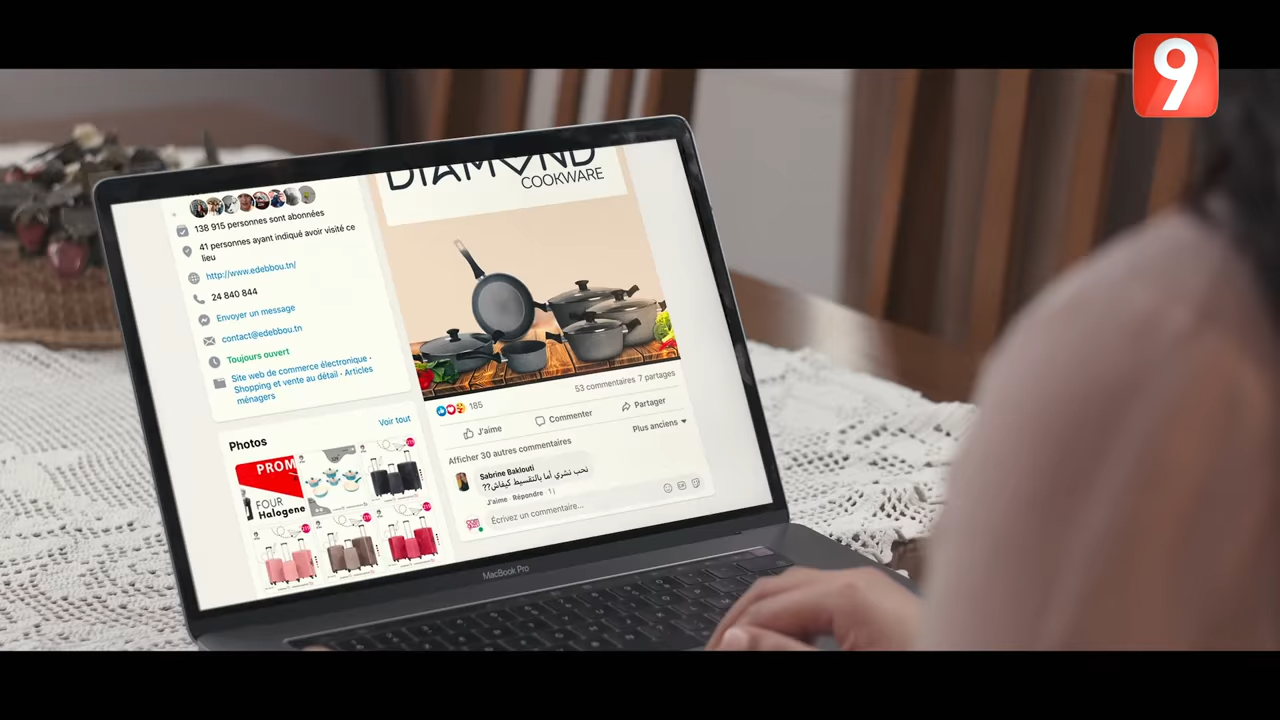 9
DIAMOND
COOKWARE
138 915 personnes sont abonnées
41 personnes ayant indiqué avoir visité ce
lieu
http://www.edebbou.tn/
24 840 844
Envoyer un message
contact@edebbou.tn
Toujours ouvert
Site web de commerce électronique ·
Shopping et vente au détail · Articles
ménagers
Photos
Voir tout
PROM
FOUR
Halogene
185
53 commentaires 7 partages
J'aime
Commenter
Partager
Afficher 30 autres commentaires
Plus anciens
Sabrine Baklouti
نحب نشري أما بالتقسيط كيفاش??
J'aime Répondre 1 j
Écrivez un commentaire...
MacBook Pro